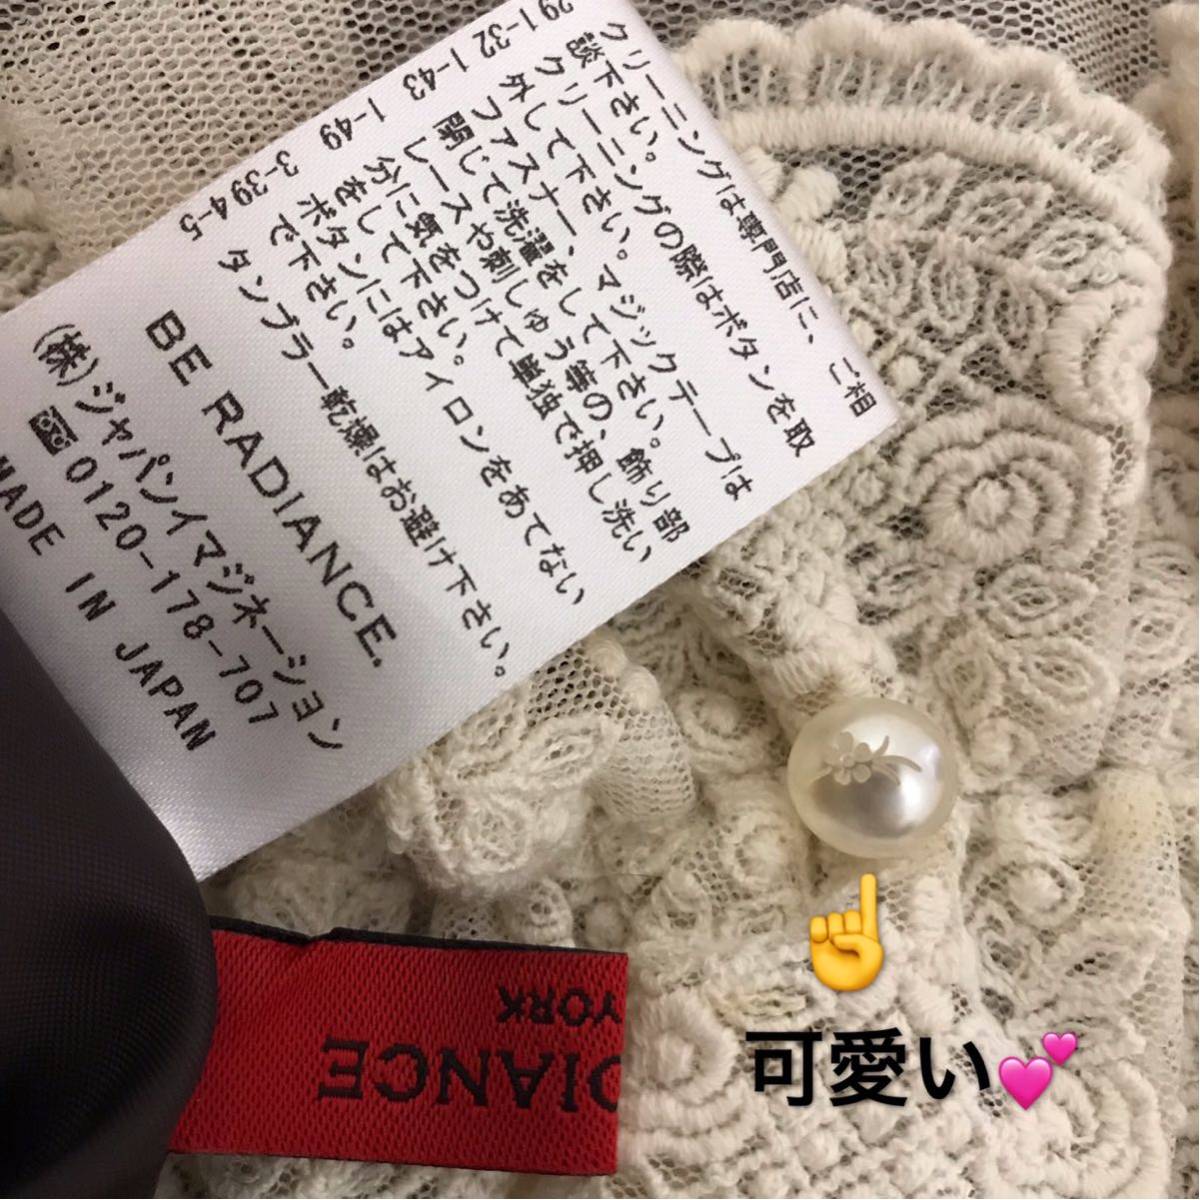 291-32 1-43 1-49 3-394-5
クリーニングは専門店に、ご相
談下さい。
クリーニングの際はボタンを取
外して下さい。マジックテープは
ファスナー、
閉じて洗濯をして下さい。飾り部
レースや刺しゅう等の、
分に気をつけて単独で押し洗い
をして下さい。
ボタンにはアイロンをあてない
で下さい。
タンブラー乾燥はお避け下さい。
BE RADIANCE.
(株)ジャパンイマジネーション
0120-178-707
MADE IN JAPAN
YORK
DIANCE
可愛い